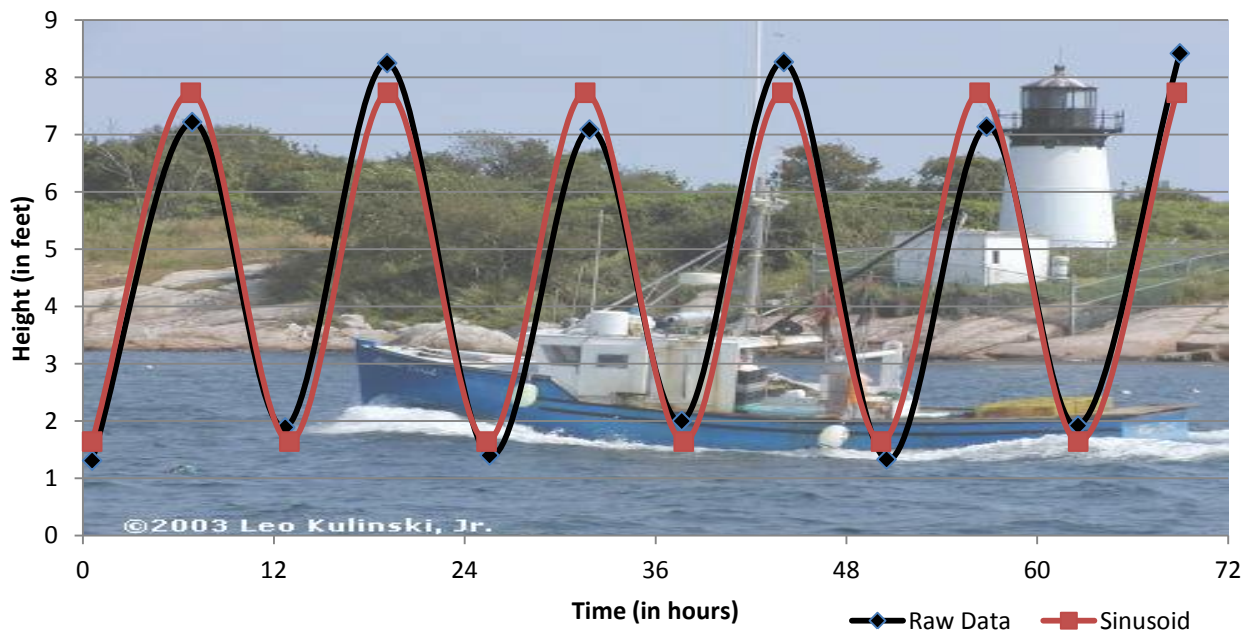 9
8
7
6
5
4
3
2
1
0
Height (in feet)
©2003 Leo Kulinski, Jr.
0 12 24 36 48 60 72
Time (in hours)
Raw Data Sinusoid